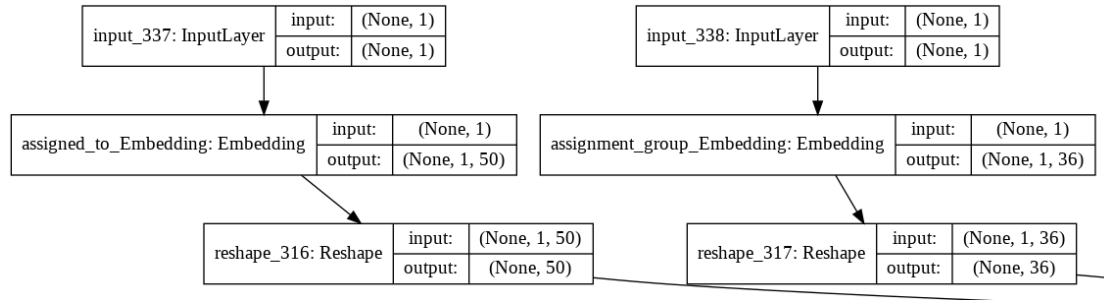 input_337: InputLayer
input: (None, 1)
output: (None, 1)
input_338: InputLayer
input: (None, 1)
output: (None, 1)
assigned_to_Embedding: Embedding
input: (None, 1)
output: (None, 1, 50)
assignment_group_Embedding: Embedding
input: (None, 1)
output: (None, 1, 36)
reshape_316: Reshape
input: (None, 1, 50)
output: (None, 50)
reshape_317: Reshape
input: (None, 1, 36)
output: (None, 36)